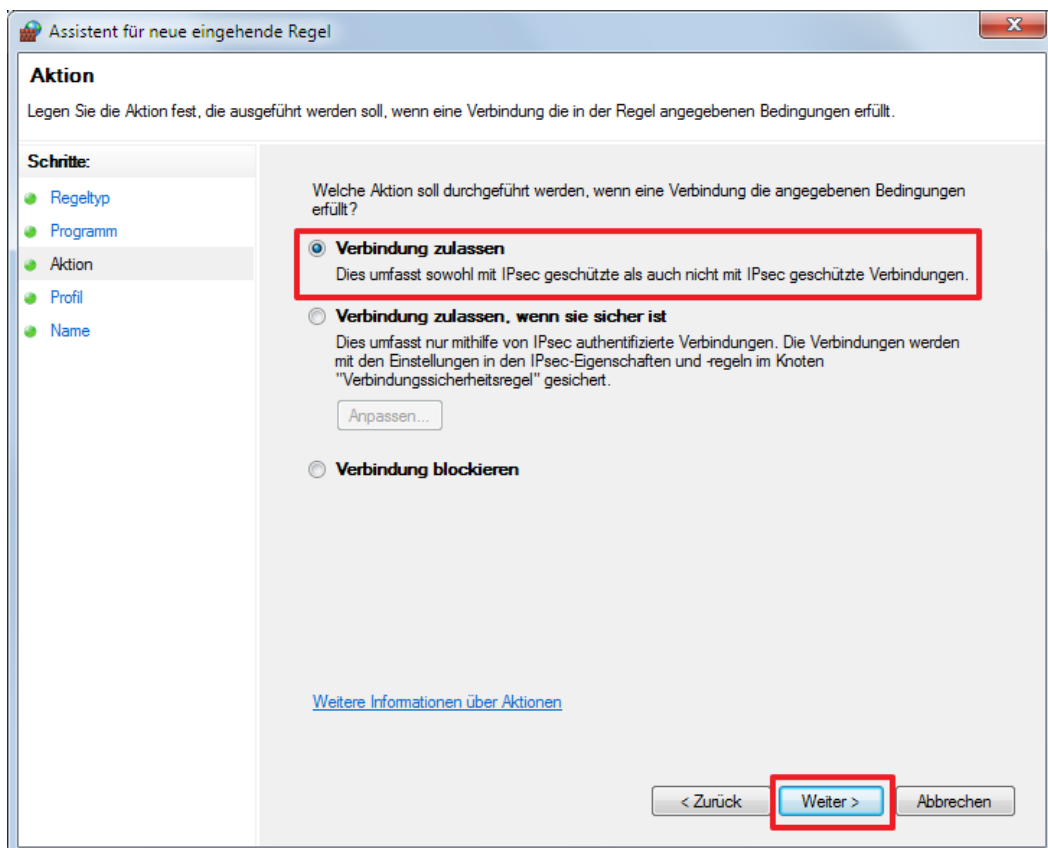 Assistent für neue eingehende Regel
Aktion
Legen Sie die Aktion fest, die ausgeführt werden soll, wenn eine Verbindung die in der Regel angegebenen Bedingungen erfüllt.
Schritte:
Regeltyp
Programm
Aktion
Profil
Name
Welche Aktion soll durchgeführt werden, wenn eine Verbindung die angegebenen Bedingungen
erfüllt?
Verbindung zulassen
Dies umfasst sowohl mit IPsec geschützte als auch nicht mit IPsec geschützte Verbindungen.
Verbindung zulassen, wenn sie sicher ist
Dies umfasst nur mithilfe von IPsec authentifizierte Verbindungen. Die Verbindungen werden
mit den Einstellungen in den IPsec-Eigenschaften und -regeln im Knoten
"Verbindungssicherheitsregel" gesichert.
Anpassen...
Verbindung blockieren
Weitere Informationen über Aktionen
< Zurück
Weiter >
Abbrechen